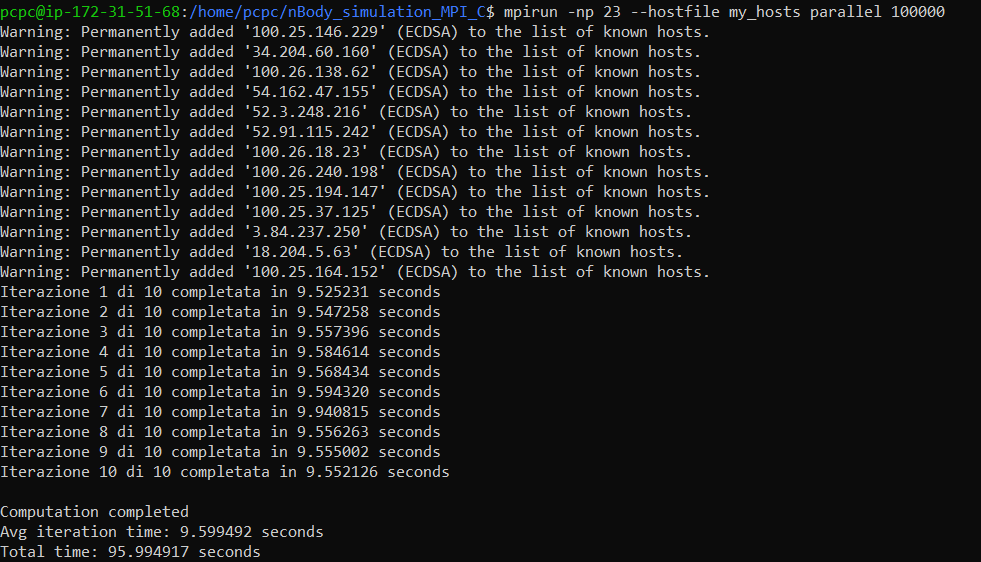 pcpc@ip-172-31-51-68:/home/pcpc/nBody_simulation_MPI_C$ mpirun -np 23 --hostfile my_hosts parallel 100000
Warning: Permanently added '100.25.146.229' (ECDSA) to the list of known hosts.
Warning: Permanently added '34.204.60.160' (ECDSA) to the list of known hosts.
Warning: Permanently added '100.26.138.62' (ECDSA) to the list of known hosts.
Warning: Permanently added '54.162.47.155' (ECDSA) to the list of known hosts.
Warning: Permanently added '52.3.248.216' (ECDSA) to the list of known hosts.
Warning: Permanently added '52.91.115.242' (ECDSA) to the list of known hosts.
Warning: Permanently added '100.26.18.23' (ECDSA) to the list of known hosts.
Warning: Permanently added '100.26.240.198' (ECDSA) to the list of known hosts.
Warning: Permanently added '100.25.194.147' (ECDSA) to the list of known hosts.
Warning: Permanently added '100.25.37.125' (ECDSA) to the list of known hosts.
Warning: Permanently added '3.84.237.250' (ECDSA) to the list of known hosts.
Warning: Permanently added '18.204.5.63' (ECDSA) to the list of known hosts.
Warning: Permanently added '100.25.164.152' (ECDSA) to the list of known hosts.
Iterazione 1 di 10 completata in 9.525231 seconds
Iterazione 2 di 10 completata in 9.547258 seconds
Iterazione 3 di 10 completata in 9.557396 seconds
Iterazione 4 di 10 completata in 9.584614 seconds
Iterazione 5 di 10 completata in 9.568434 seconds
Iterazione 6 di 10 completata in 9.594320 seconds
Iterazione 7 di 10 completata in 9.940815 seconds
Iterazione 8 di 10 completata in 9.556263 seconds
Iterazione 9 di 10 completata in 9.555002 seconds
Iterazione 10 di 10 completata in 9.552126 seconds
Computation completed
Avg iteration time: 9.599492 seconds
Total time: 95.994917 seconds